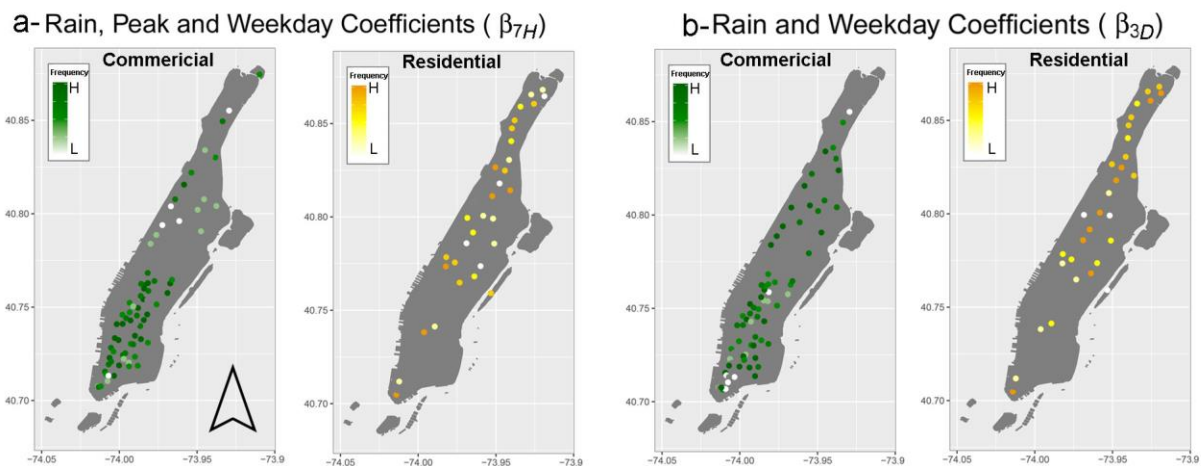 a-Rain, Peak and Weekday Coefficients ( β7H)
b-Rain and Weekday Coefficients ( β3D)
Commericial
Residential
Commericial
Residential
Frequency
H
L
Frequency
H
L
Frequency
H
L
Frequency
H
L
40.85
40.80
40.75
40.70
40.85
40.80
40.75
40.70
40.85
40.80
40.75
40.70
40.85
40.80
40.75
40.70
−74.05
−74.00
−73.95
−73.9
−74.05
−74.00
−73.95
−73.9
−74.05
−74.00
−73.95
−73.9
−74.05
−74.00
−73.95
−73.9